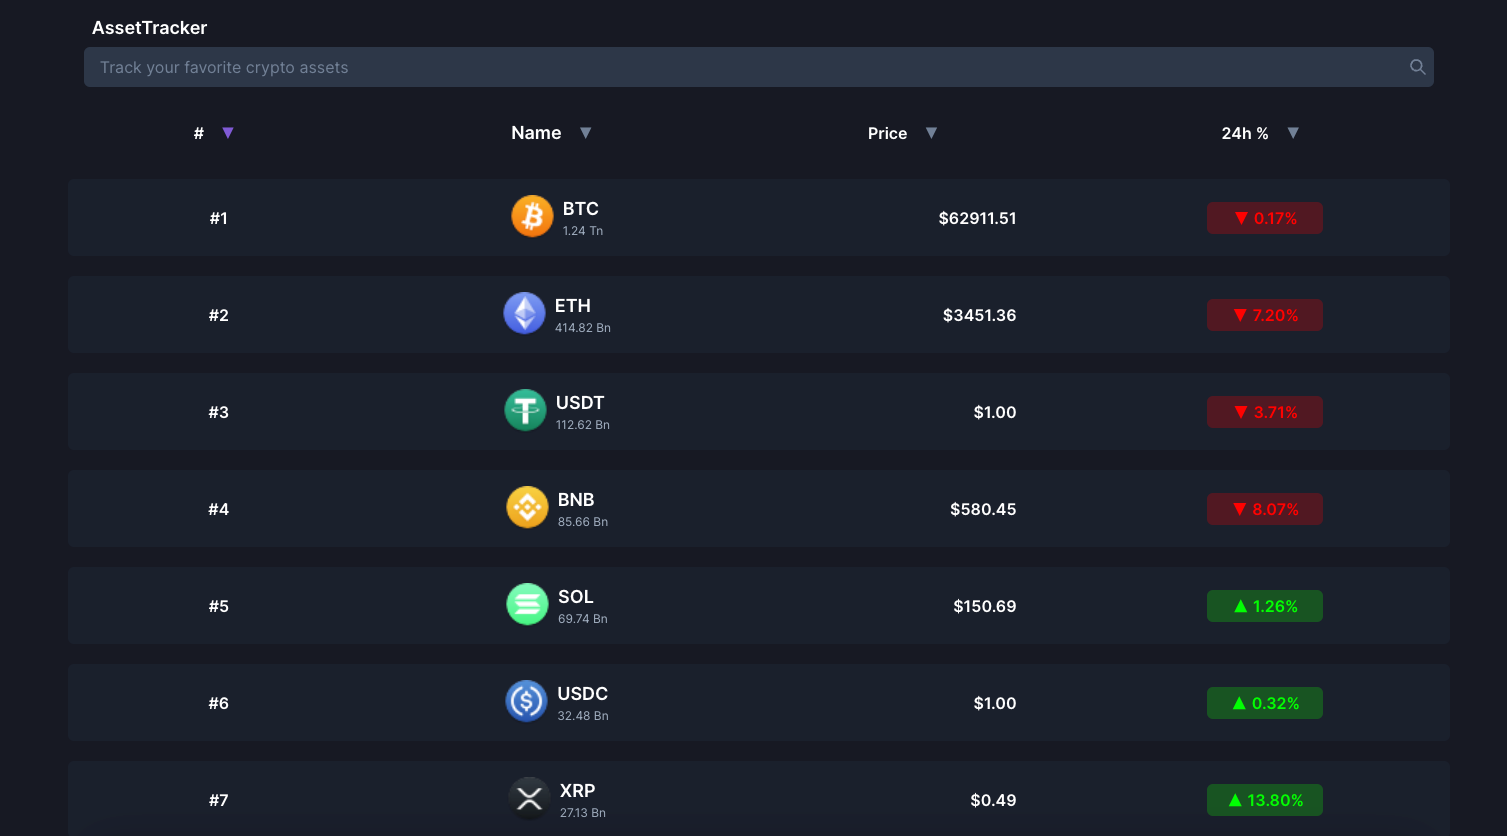 AssetTracker
Track your favorite crypto assets
# ▼ Name ▼ Price ▼ 24h % ▼
#1 BTC $62911.51 ▼ 0.17%
1.24 Tn
#2 ETH $3451.36 ▼ 7.20%
414.82 Bn
#3 USDT $1.00 ▼ 3.71%
112.62 Bn
#4 BNB $580.45 ▼ 8.07%
85.66 Bn
#5 SOL $150.69 ▲ 1.26%
69.74 Bn
#6 USDC $1.00 ▲ 0.32%
32.48 Bn
#7 XRP $0.49 ▲ 13.80%
27.13 Bn